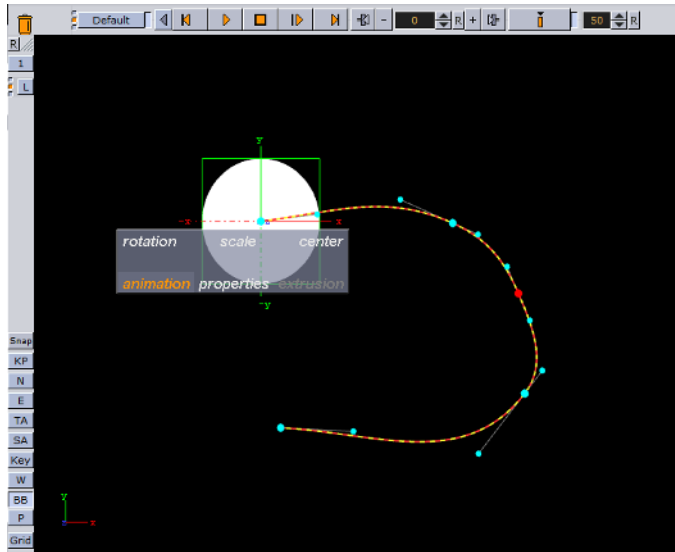 Default - 0 R + 50 R
R
1
L
y
-x x
z
rotation scale center
animation properties extrusion
-y
Snap
KP
N
E
TA
SA
Key
W
BB
P
Grid
y
x